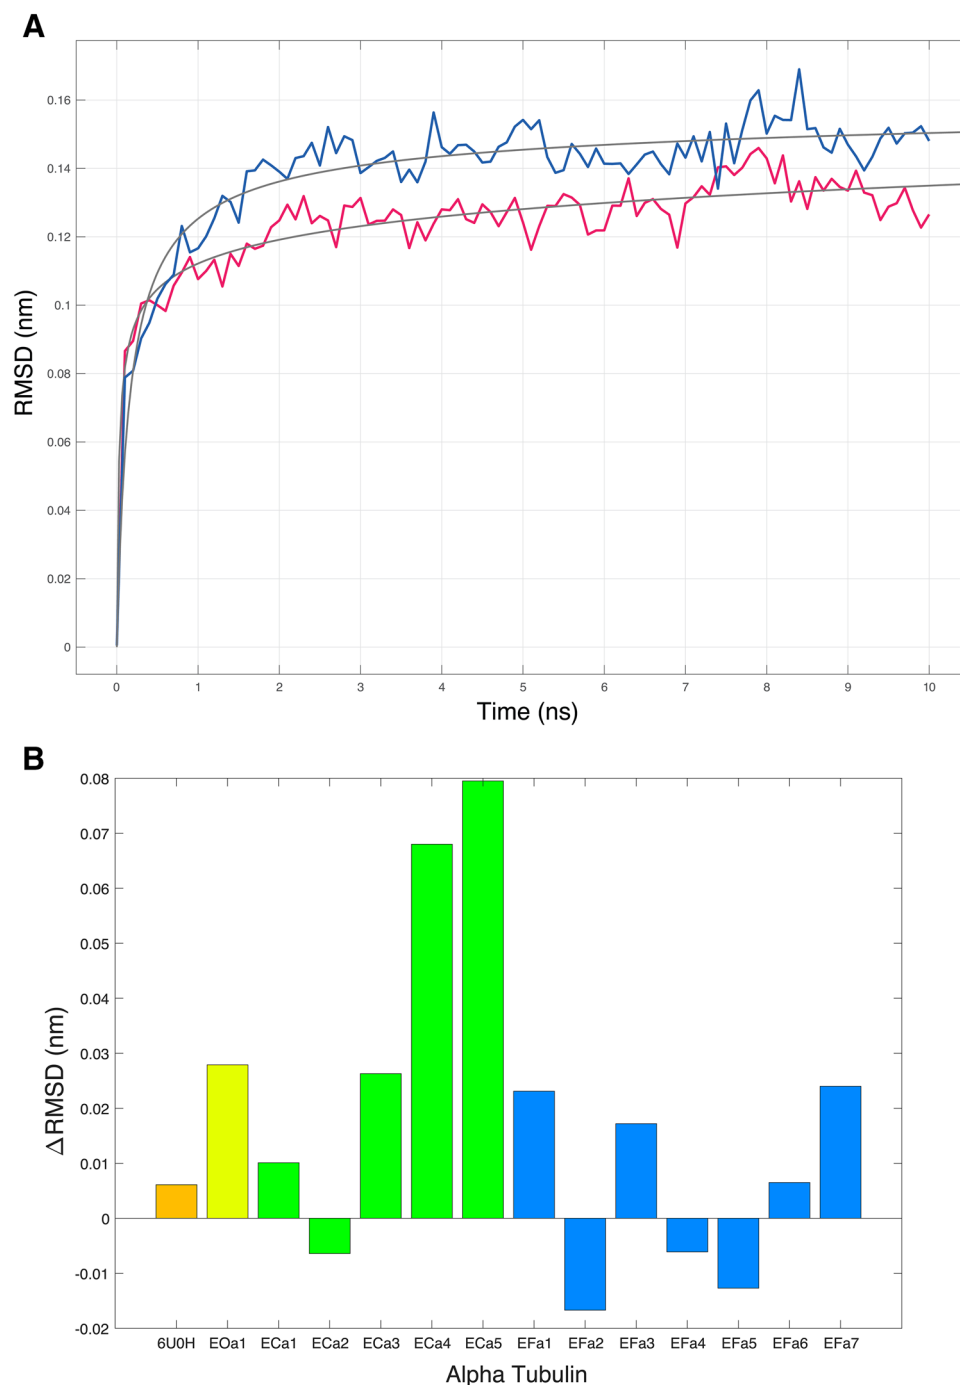 A
0.16
0.14
0.12
0.1
0.08
0.06
0.04
0.02
0
RMSD (nm)
0 1 2 3 4 5 6 7 8 9 10
Time (ns)
B
0.08
0.07
0.06
0.05
0.04
0.03
0.02
0.01
0
-0.01
-0.02
ΔRMSD (nm)
6U0H EOa1 ECa1 ECa2 ECa3 ECa4 ECa5 EFa1 EFa2 EFa3 EFa4 EFa5 EFa6 EFa7
Alpha Tubulin